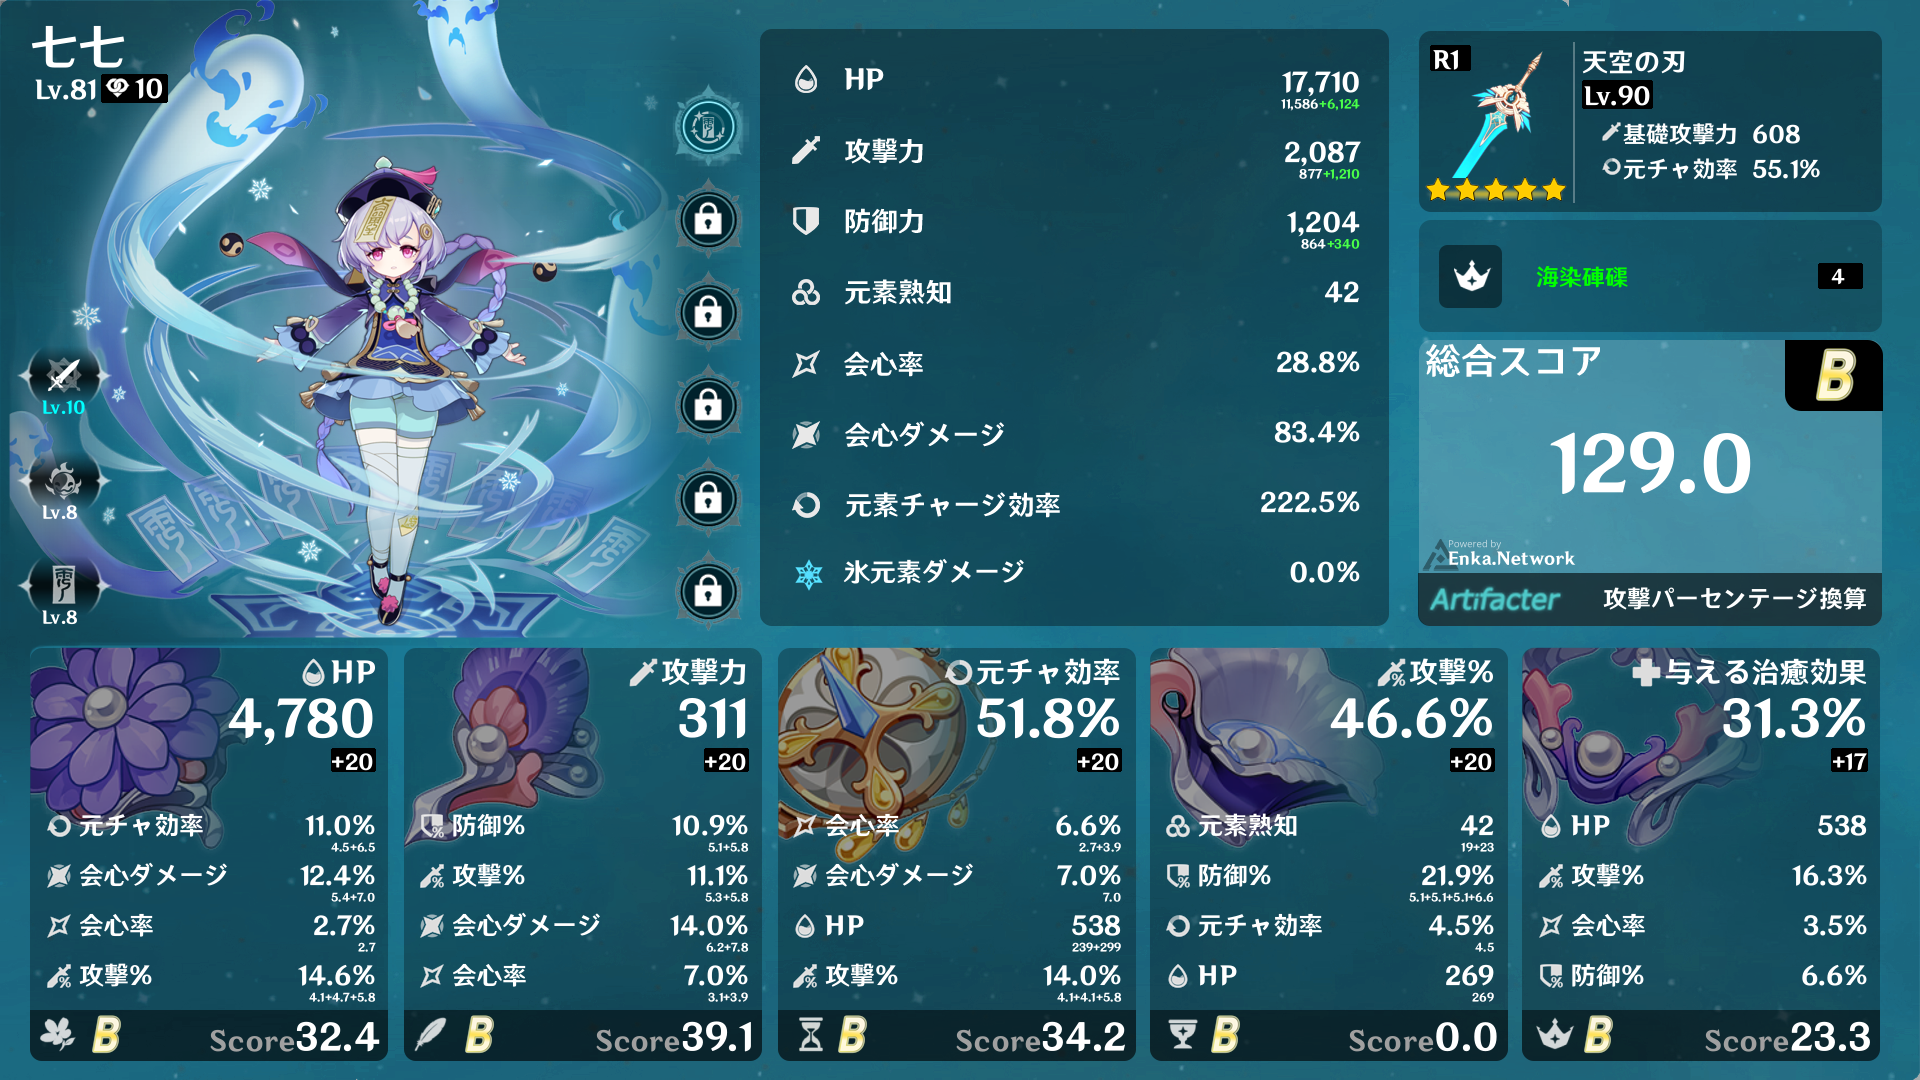 七七
Lv.81 10
Lv.10
Lv.8
Lv.8
HP 17,710
11,586+6,124
攻撃力 2,087
877+1,210
防御力 1,204
864+340
元素熟知 42
会心率 28.8%
会心ダメージ 83.4%
元素チャージ効率 222.5%
氷元素ダメージ 0.0%
R1
天空の刃
Lv.90
基礎攻撃力 608
元チャ効率 55.1%
海染硨磲 4
総合スコア B
129.0
Powered by
Enka.Network
Artifacter 攻撃パーセンテージ換算
HP
4,780
+20
元チャ効率 11.0%
4.5+6.5
会心ダメージ 12.4%
5.4+7.0
会心率 2.7%
2.7
攻撃% 14.6%
4.1+4.7+5.8
B Score32.4
攻撃力
311
+20
防御% 10.9%
5.1+5.8
攻撃% 11.1%
5.3+5.8
会心ダメージ 14.0%
6.2+7.8
会心率 7.0%
3.1+3.9
B Score39.1
元チャ効率
51.8%
+20
会心率 6.6%
2.7+3.9
会心ダメージ 7.0%
7.0
HP 538
239+299
攻撃% 14.0%
4.1+4.1+5.8
B Score34.2
攻撃%
46.6%
+20
元素熟知 42
19+23
防御% 21.9%
5.1+5.1+5.1+6.6
元チャ効率 4.5%
4.5
HP 269
269
B Score0.0
与える治癒効果
31.3%
+17
HP 538
攻撃% 16.3%
会心率 3.5%
防御% 6.6%
B Score23.3